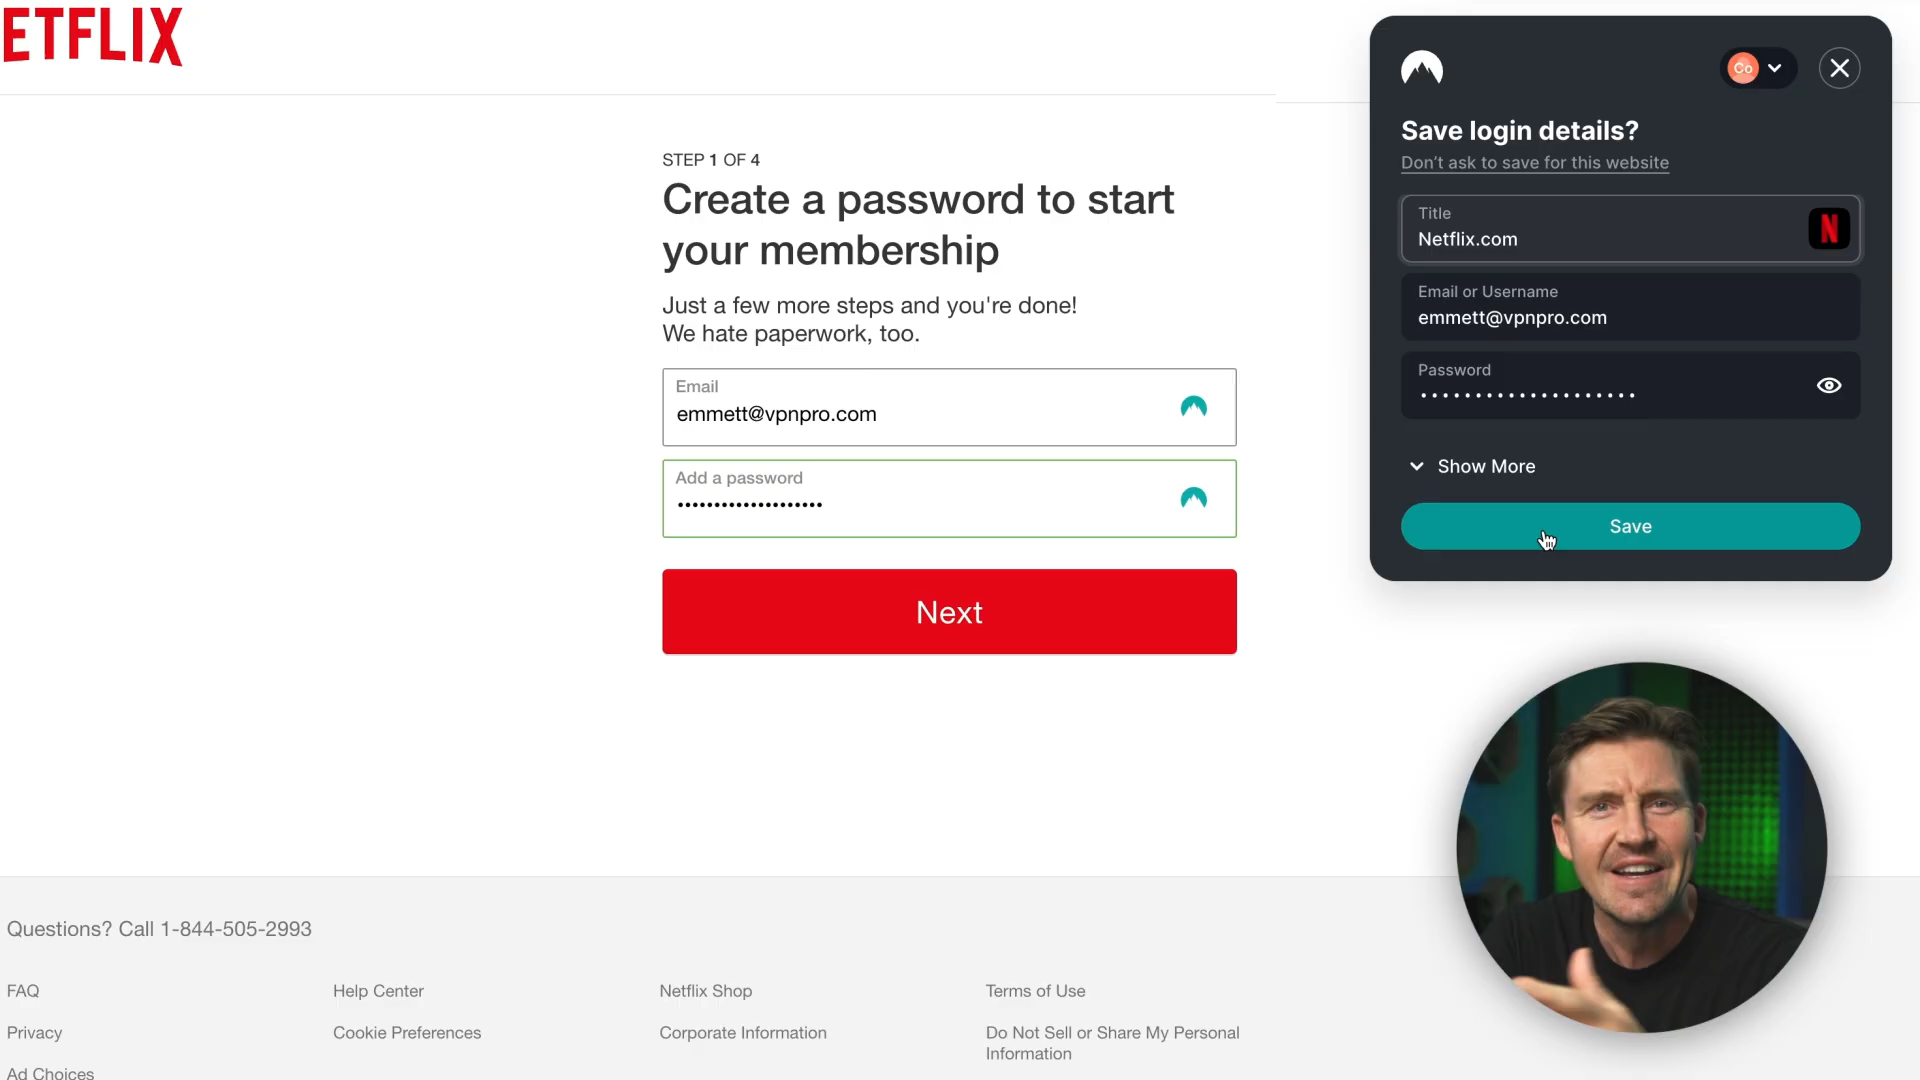 ETFLIX
STEP 1 OF 4
Create a password to start
your membership
Just a few more steps and you're done!
We hate paperwork, too.
Email
emmett@vpnpro.com
Add a password
••••••••••••••••••••
Next
Co
Save login details?
Don't ask to save for this website
Title
Netflix.com
N
Email or Username
emmett@vpnpro.com
Password
••••••••••••••••••••
Show More
Save
Questions? Call 1-844-505-2993
FAQ
Help Center
Netflix Shop
Terms of Use
Privacy
Cookie Preferences
Corporate Information
Do Not Sell or Share My Personal
Information
Ad Choices